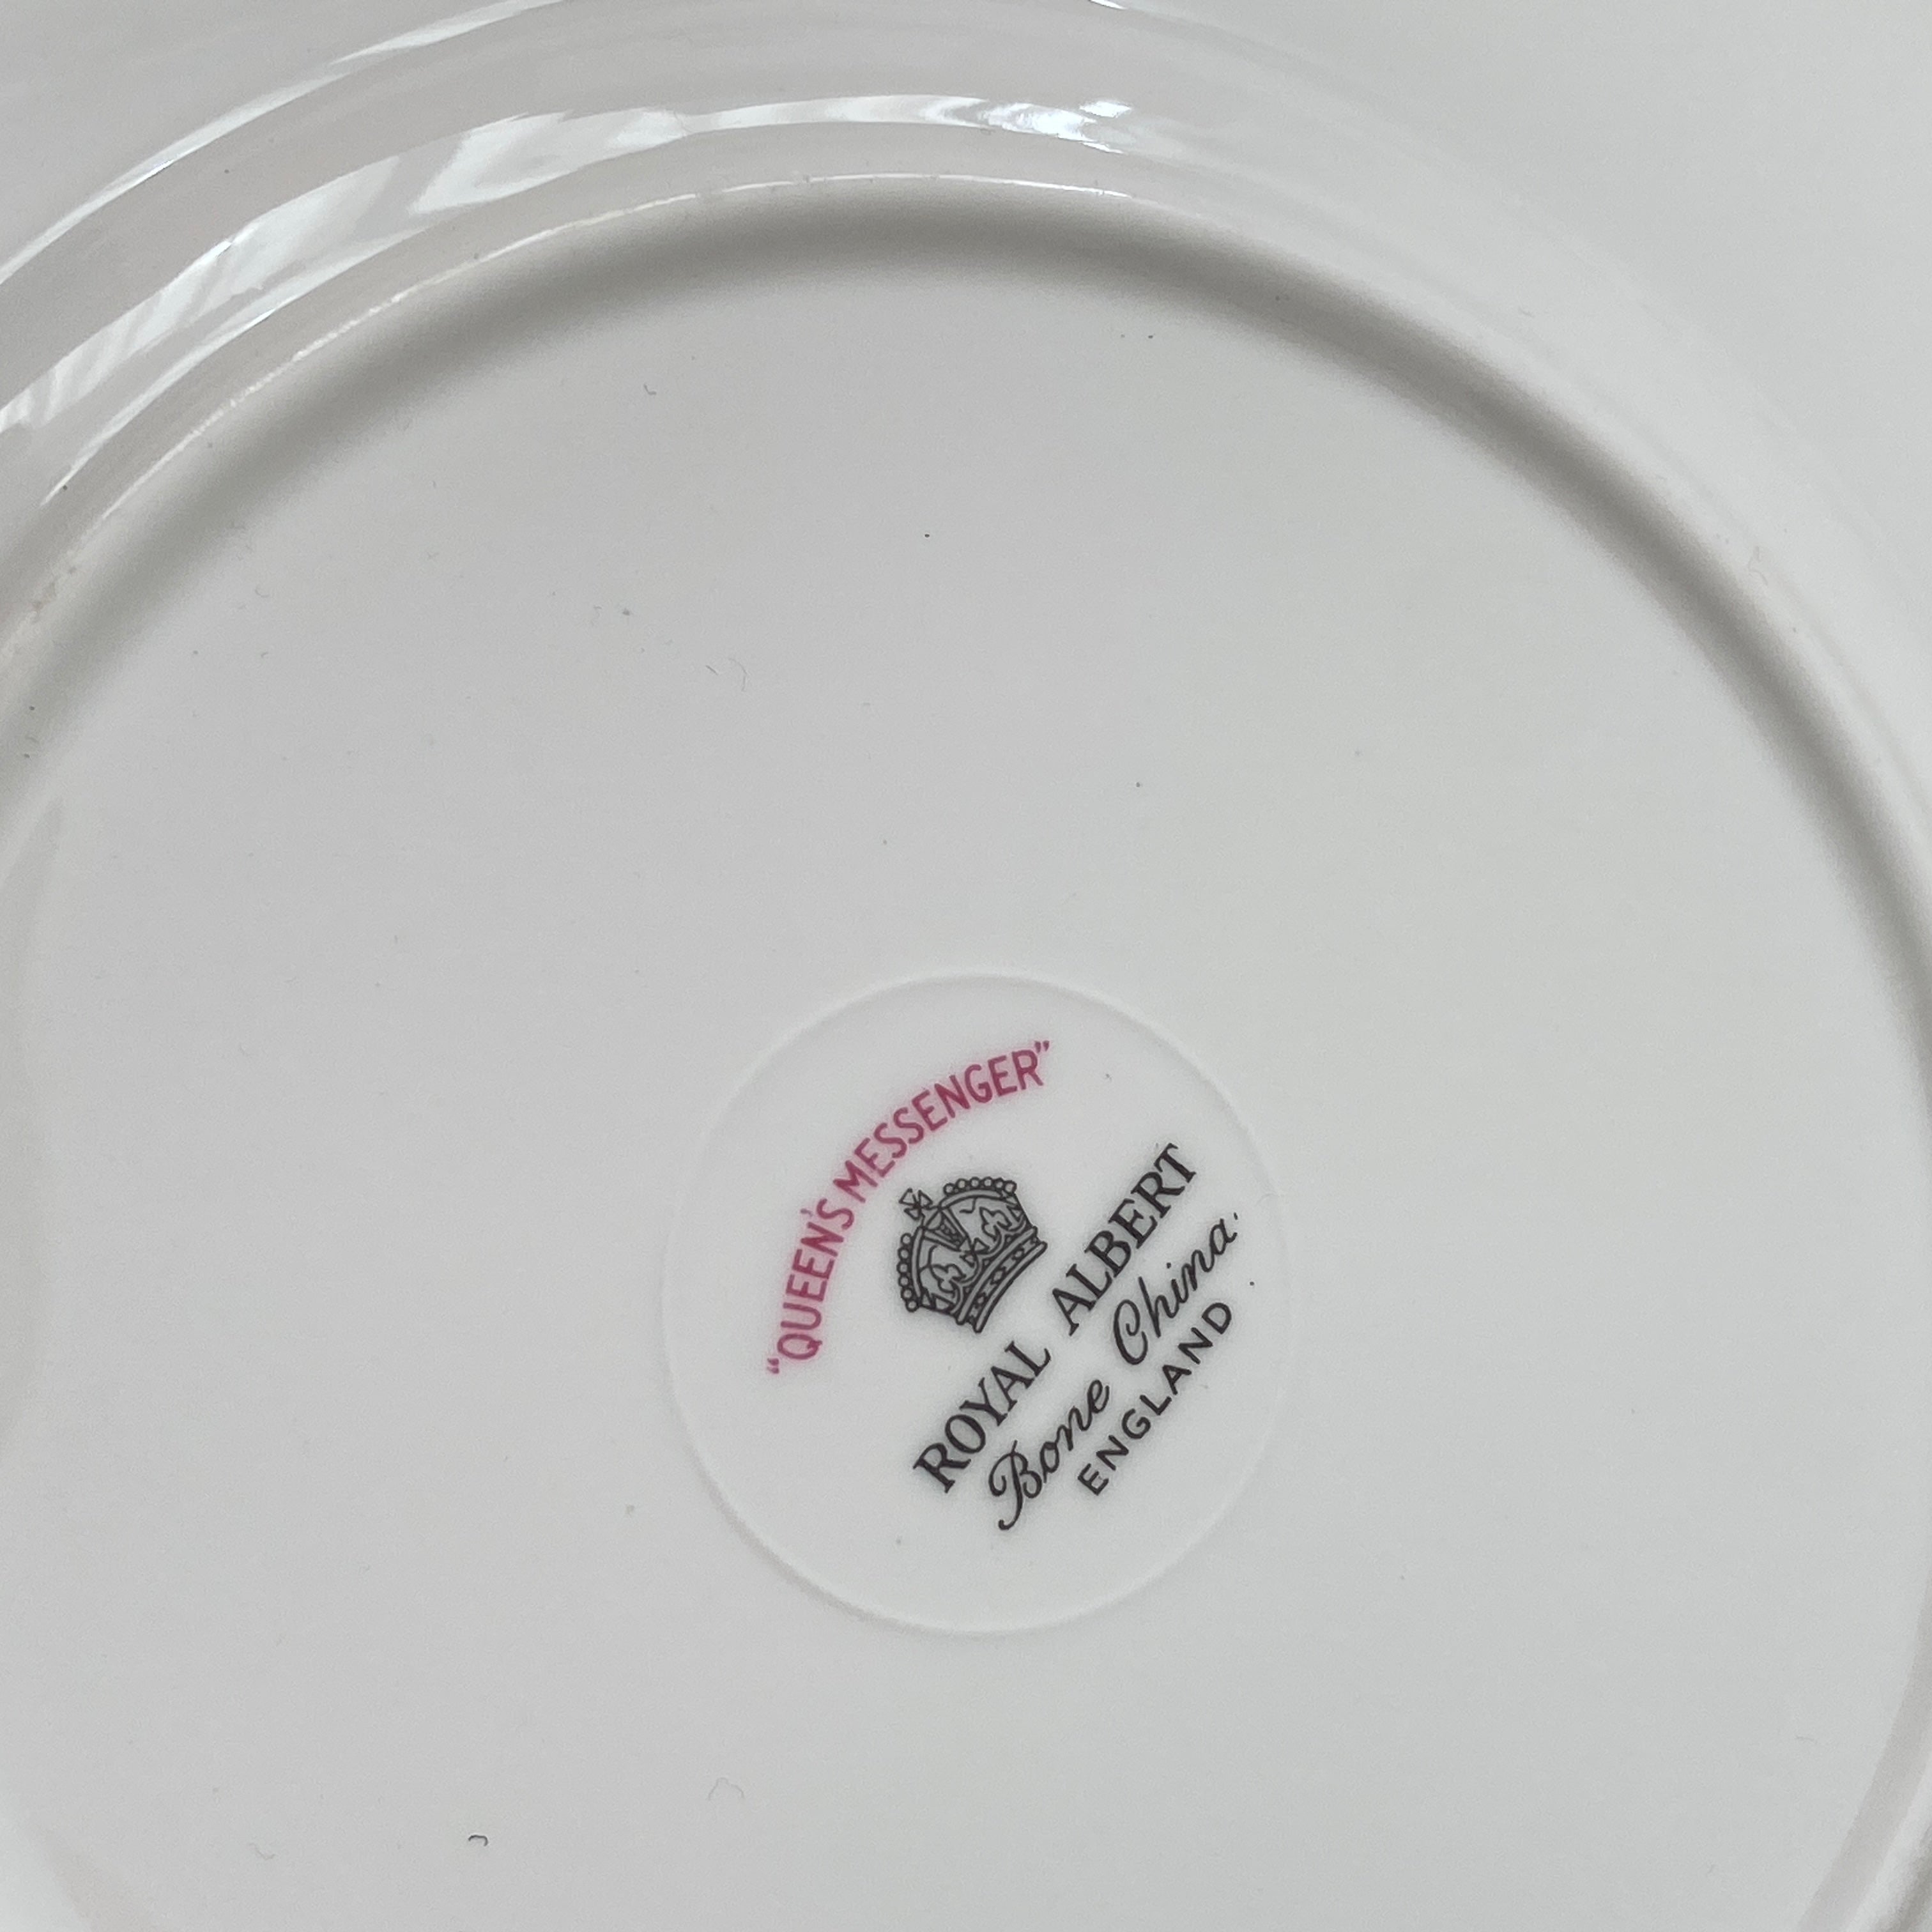 “QUEEN'S MESSENGER”
ROYAL ALBERT
Bone China.
ENGLAND